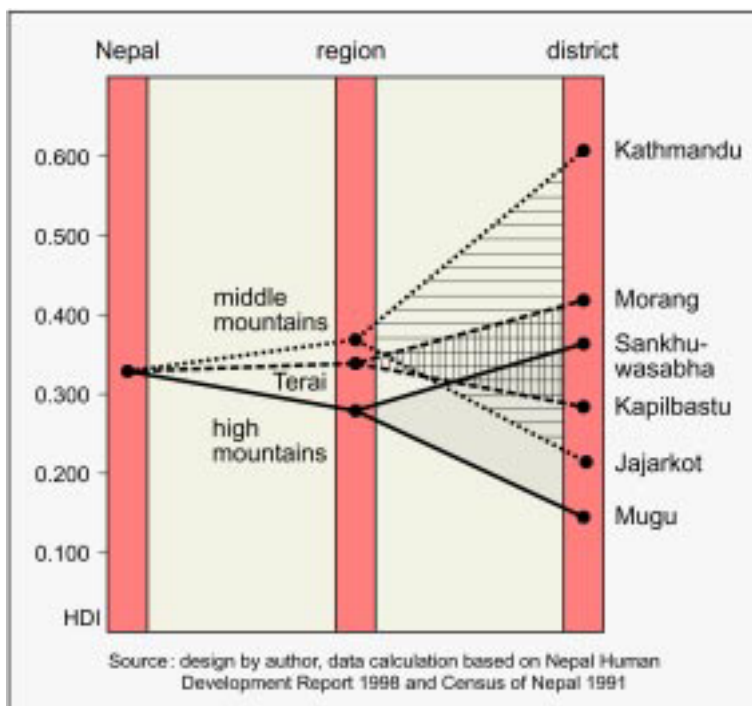 Nepal
region
district
0.600
0.500
0.400
0.300
0.200
0.100
HDI
middle
mountains
Terai
high
mountains
Kathmandu
Morang
Sankhu-
wasabha
Kapilbastu
Jajarkot
Mugu
Source: design by author, data calculation based on Nepal Human
Development Report 1998 and Census of Nepal 1991